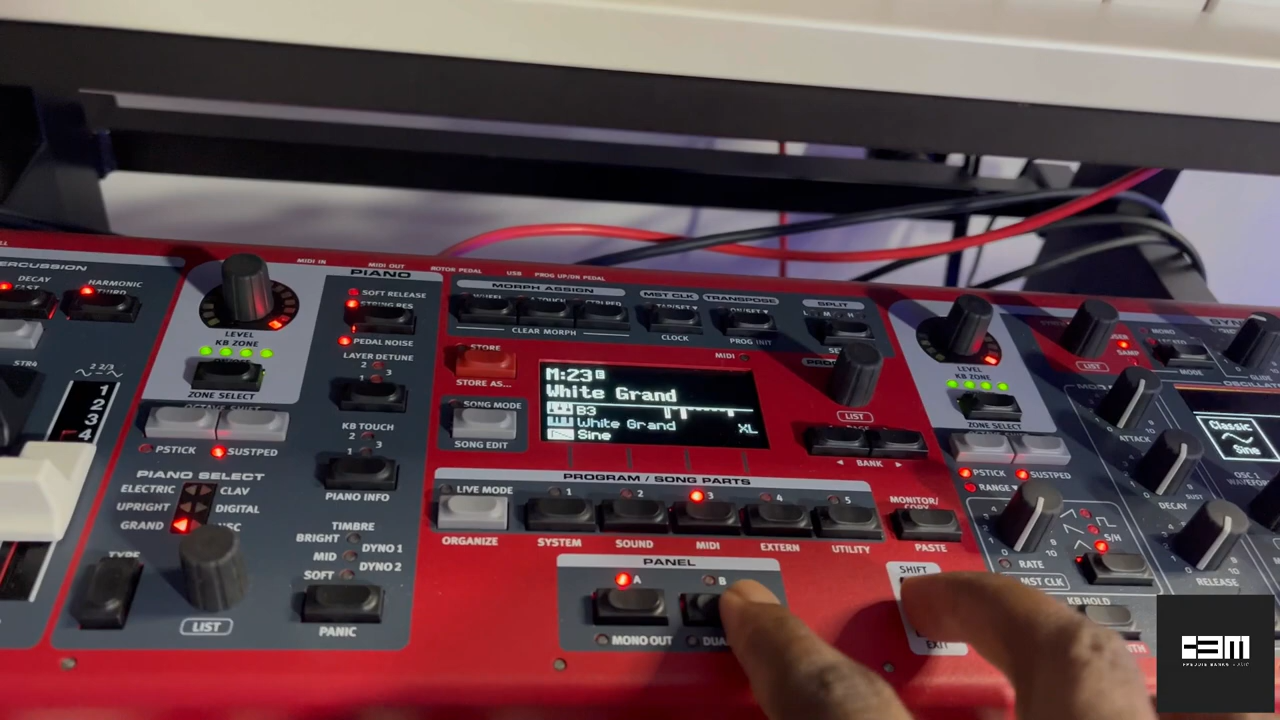 MIDI IN
MIDI OUT
ROTOR PEDAL
USB
PROG UP/DN PEDAL
DECAY
FAST
HARMONIC
THIRD
LEVEL
KB ZONE
ZONE SELECT
PSTICK
SUSTPED
PIANO
SOFT RELEASE
STRING RES
PEDAL NOISE
LAYER DETUNE
2
1
3
KB TOUCH
2
1
3
PIANO INFO
PIANO SELECT
ELECTRIC
CLAV
UPRIGHT
DIGITAL
GRAND
TIMBRE
BRIGHT
DYNO 1
MID
DYNO 2
SOFT
PANIC
TYPE
LIST
1
2
3
4
MORPH ASSIGN
WHEEL
CLEAR MORPH
MST CLK
CLOCK
TRANSPOSE
PROG INIT
SPLIT
L M H
MIDI
STORE
STORE AS...
SONG MODE
SONG EDIT
M:23
White Grand
B3
White Grand
Sine
XL
LIST
BANK
PROGRAM / SONG PARTS
LIVE MODE
1
2
3
4
5
ORGANIZE
SYSTEM
SOUND
MIDI
EXTERN
UTILITY
MONITOR/
COPY
PASTE
PANEL
A
B
MONO OUT
SHIFT
EXIT
LEVEL
KB ZONE
ZONE SELECT
PSTICK
SUSTPED
RANGE
RATE
MST CLK
S/H
KB HOLD
SAMP
MONO
LEGATO
MODE
ATTACK
DECAY
RELEASE
Classic
Sine
OSC 1